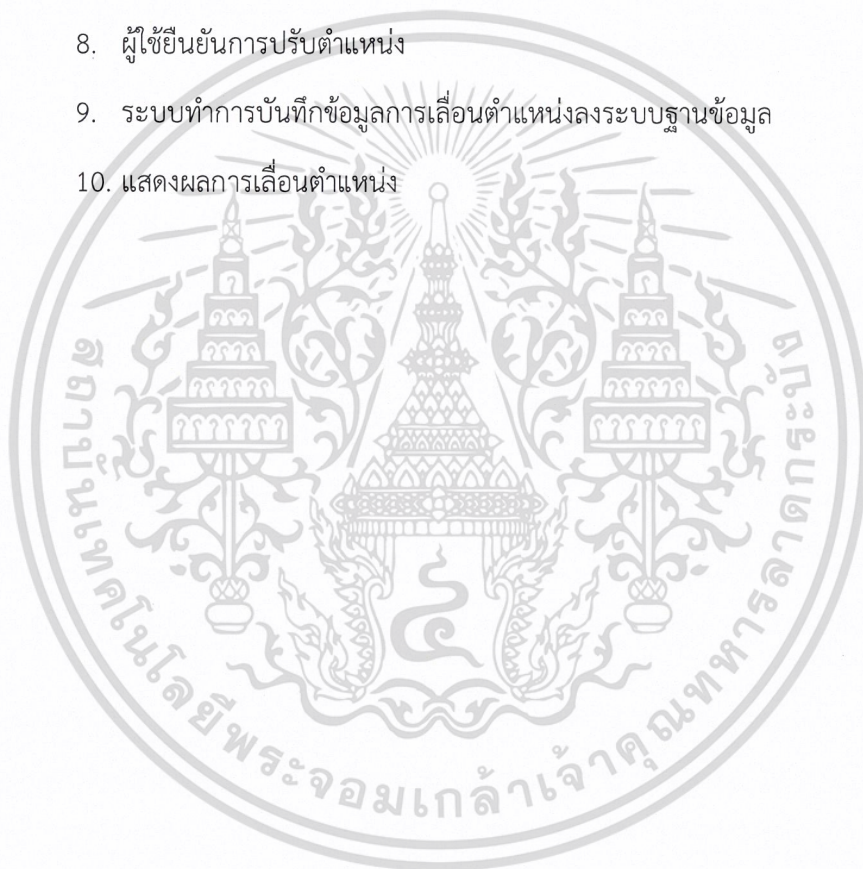 8. ผู้ใช้ยืนยันการปรับตำแหน่ง
9. ระบบทำการบันทึกข้อมูลการเลื่อนตำแหน่งลงระบบฐานข้อมูล
10. แสดงผลการเลื่อนตำแหน่ง
สถาบันเทคโนโลยีพระจอมเกล้าเจ้าคุณทหารลาดกระบัง
๔